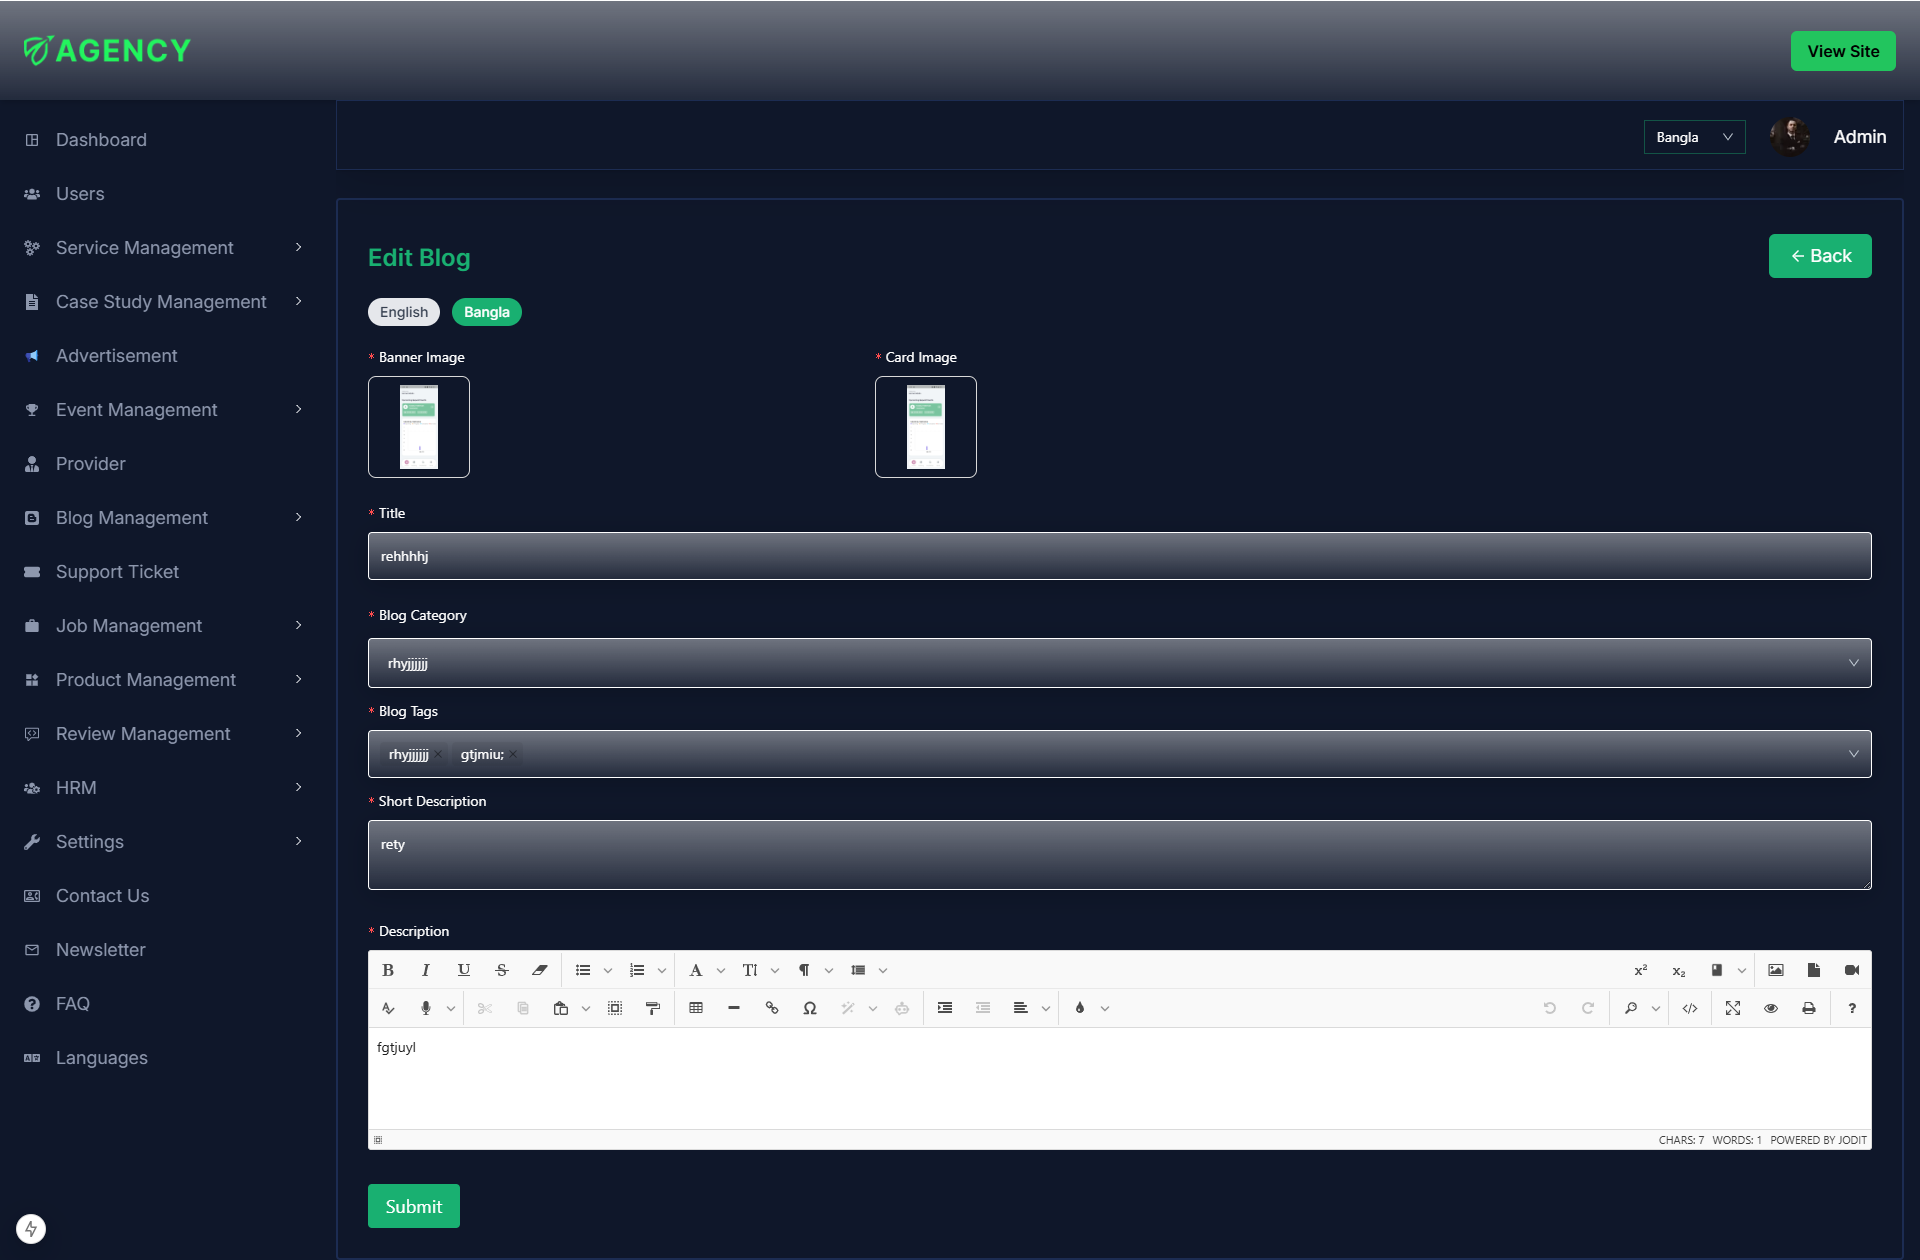 AGENCY
View Site
Dashboard
Users
Service Management
Case Study Management
Advertisement
Event Management
Provider
Blog Management
Support Ticket
Job Management
Product Management
Review Management
HRM
Settings
Contact Us
Newsletter
FAQ
Languages
Bangla
Admin
Edit Blog
Back
English Bangla
* Banner Image
* Card Image
* Title
rehhhhj
* Blog Category
rhyjjjjjj
* Blog Tags
rhyjjjjjj × gtjmiu; ×
* Short Description
rety
* Description
fgtjuyl
CHARS: 7 WORDS: 1 POWERED BY JODIT
Submit